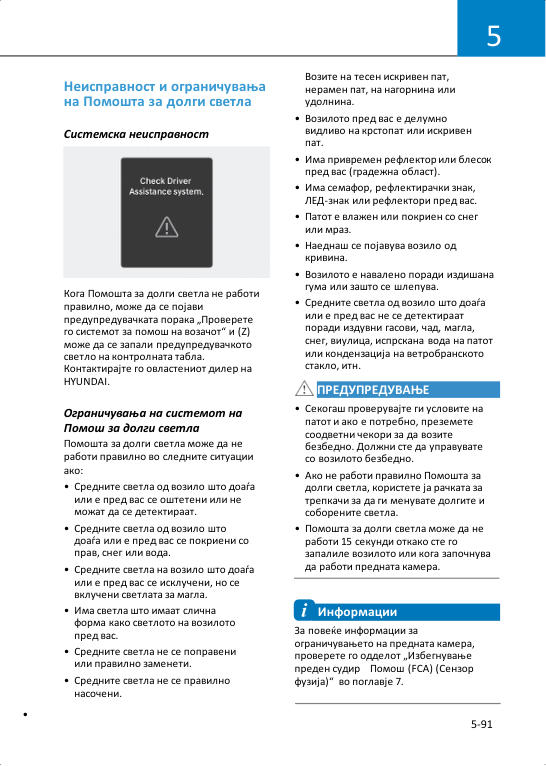 5
Неисправност и ограничувања
на Помошта за долги светла
Системска неисправност
Check Driver
Assistance system.
Кога Помошта за долги светла не работи
правилно, може да се појави
предупредувачката порака „Проверете
го системот за помош на возачот“ и (Z)
може да се запали предупредувачкото
светло на контролната табла.
Контактирајте го овластениот дилер на
HYUNDAI.
Ограничувања на системот на
Помош за долги светла
Помошта за долги светла може да не
работи правилно во следните ситуации
ако:
• Средните светла од возило што доаѓа
или е пред вас се оштетени или не
можат да се детектираат.
• Средните светла од возило што
доаѓа или е пред вас се покриени со
прав, снег или вода.
• Средните светла на возило што доаѓа
или е пред вас се исклучени, но се
вклучени светлата за магла.
• Има светла што имаат слична
форма како светлото на возилото
пред вас.
• Средните светла не се поправени
или правилно заменети.
• Средните светла не се правилно
насочени.
•
Возите на тесен искривен пат,
нерамен пат, на нагорнина или
удолнина.
• Возилото пред вас е делумно
видливо на крстопат или искривен
пат.
• Има привремен рефлектор или блесок
пред вас (градежна област).
• Има семафор, рефлектирачки знак,
ЛЕД-знак или рефлектори пред вас.
• Патот е влажен или покриен со снег
или мраз.
• Наеднаш се појавува возило од
кривина.
• Возилото е навалено поради издишана
гума или зашто се шлепува.
• Средните светла од возило што доаѓа
или е пред вас не се детектираат
поради издувни гасови, чад, магла,
снег, виулица, испрскана вода на патот
или кондензација на ветробранското
стакло, итн.
ПРЕДУПРЕДУВАЊЕ
• Секогаш проверувајте ги условите на
патот и ако е потребно, преземете
соодветни чекори за да возите
безбедно. Должни сте да управувате
со возилото безбедно.
• Ако не работи правилно Помошта за
долги светла, користете ја рачката за
трепкачи за да ги менувате долгите и
соборените светла.
• Помошта за долги светла може да не
работи 15 секунди откако сте го
запалиле возилото или кога започнува
да работи предната камера.
i Информации
За повеќе информации за
ограничувањето на предната камера,
проверете го одделот „Избегнување
преден судир Помош (FCA) (Сензор
фузија)“ во поглавје 7.
5-91